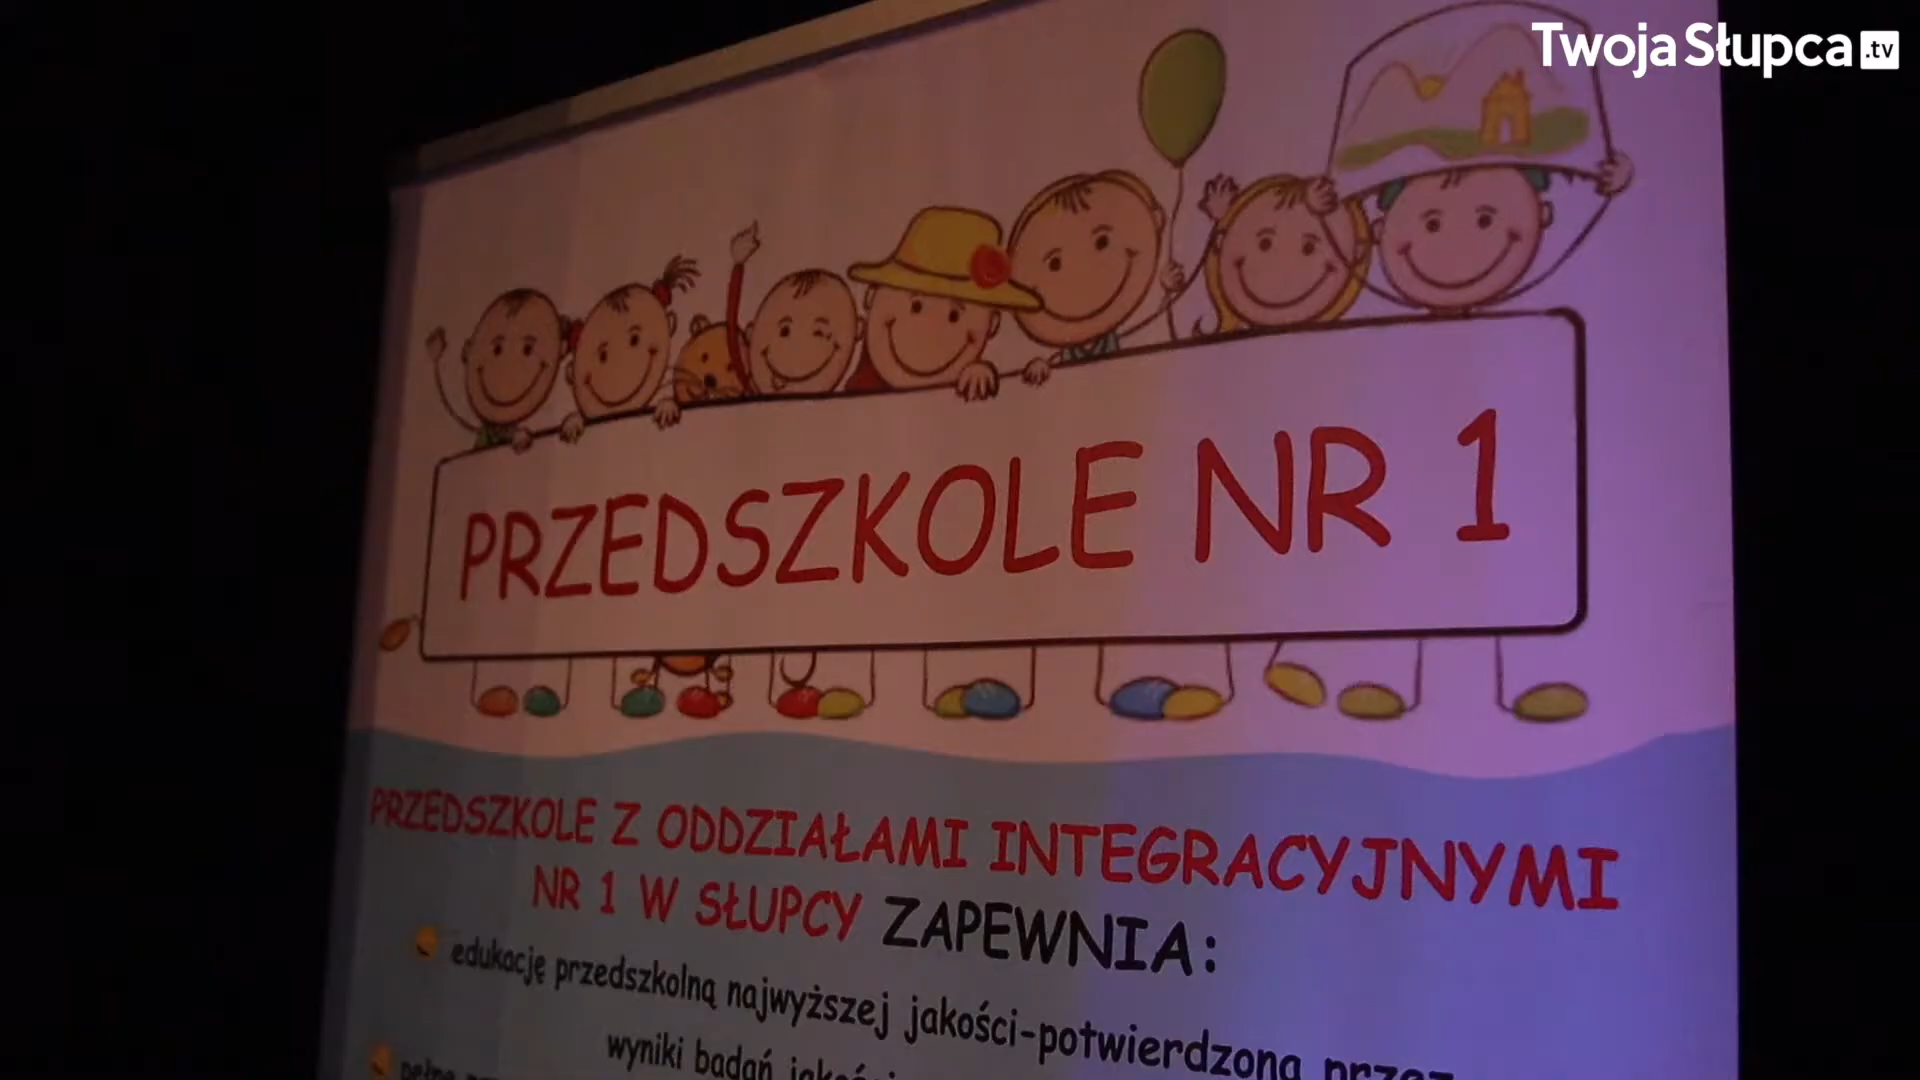 TwojaSłupca.tv
PRZEDSZKOLE NR 1
PRZEDSZKOLE Z ODDZIAŁAMI INTEGRACYJNYMI
NR 1 W SŁUPCY ZAPEWNIA:
edukację przedszkolną najwyższej jakości-potwierdzoną przez
wyniki badań